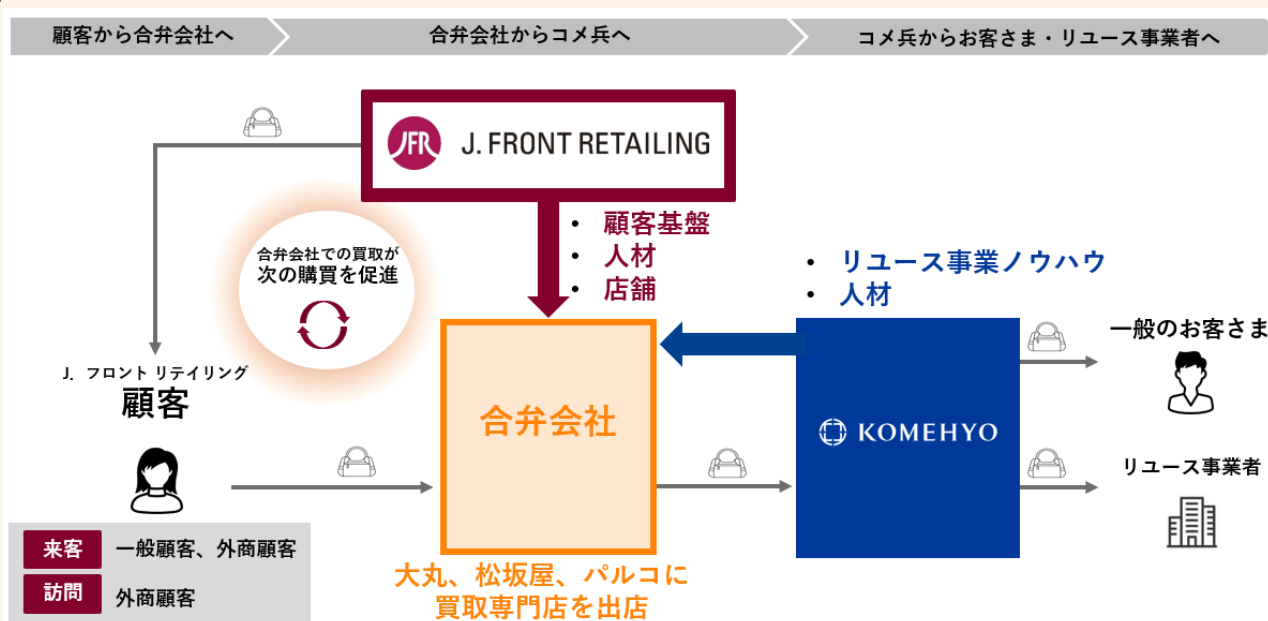 顧客から合弁会社へ
合弁会社からコメ兵へ
コメ兵からお客さま・リユース事業者へ
JFR J. FRONT RETAILING
• 顧客基盤
• 人材
• 店舗
合弁会社での買取が
次の購買を促進
• リユース事業ノウハウ
• 人材
J. フロント リテイリング
顧客
合弁会社
KOMEHYO
一般のお客さま
リユース事業者
来客 一般顧客、外商顧客
訪問 外商顧客
大丸、松坂屋、パルコに
買取専門店を出店